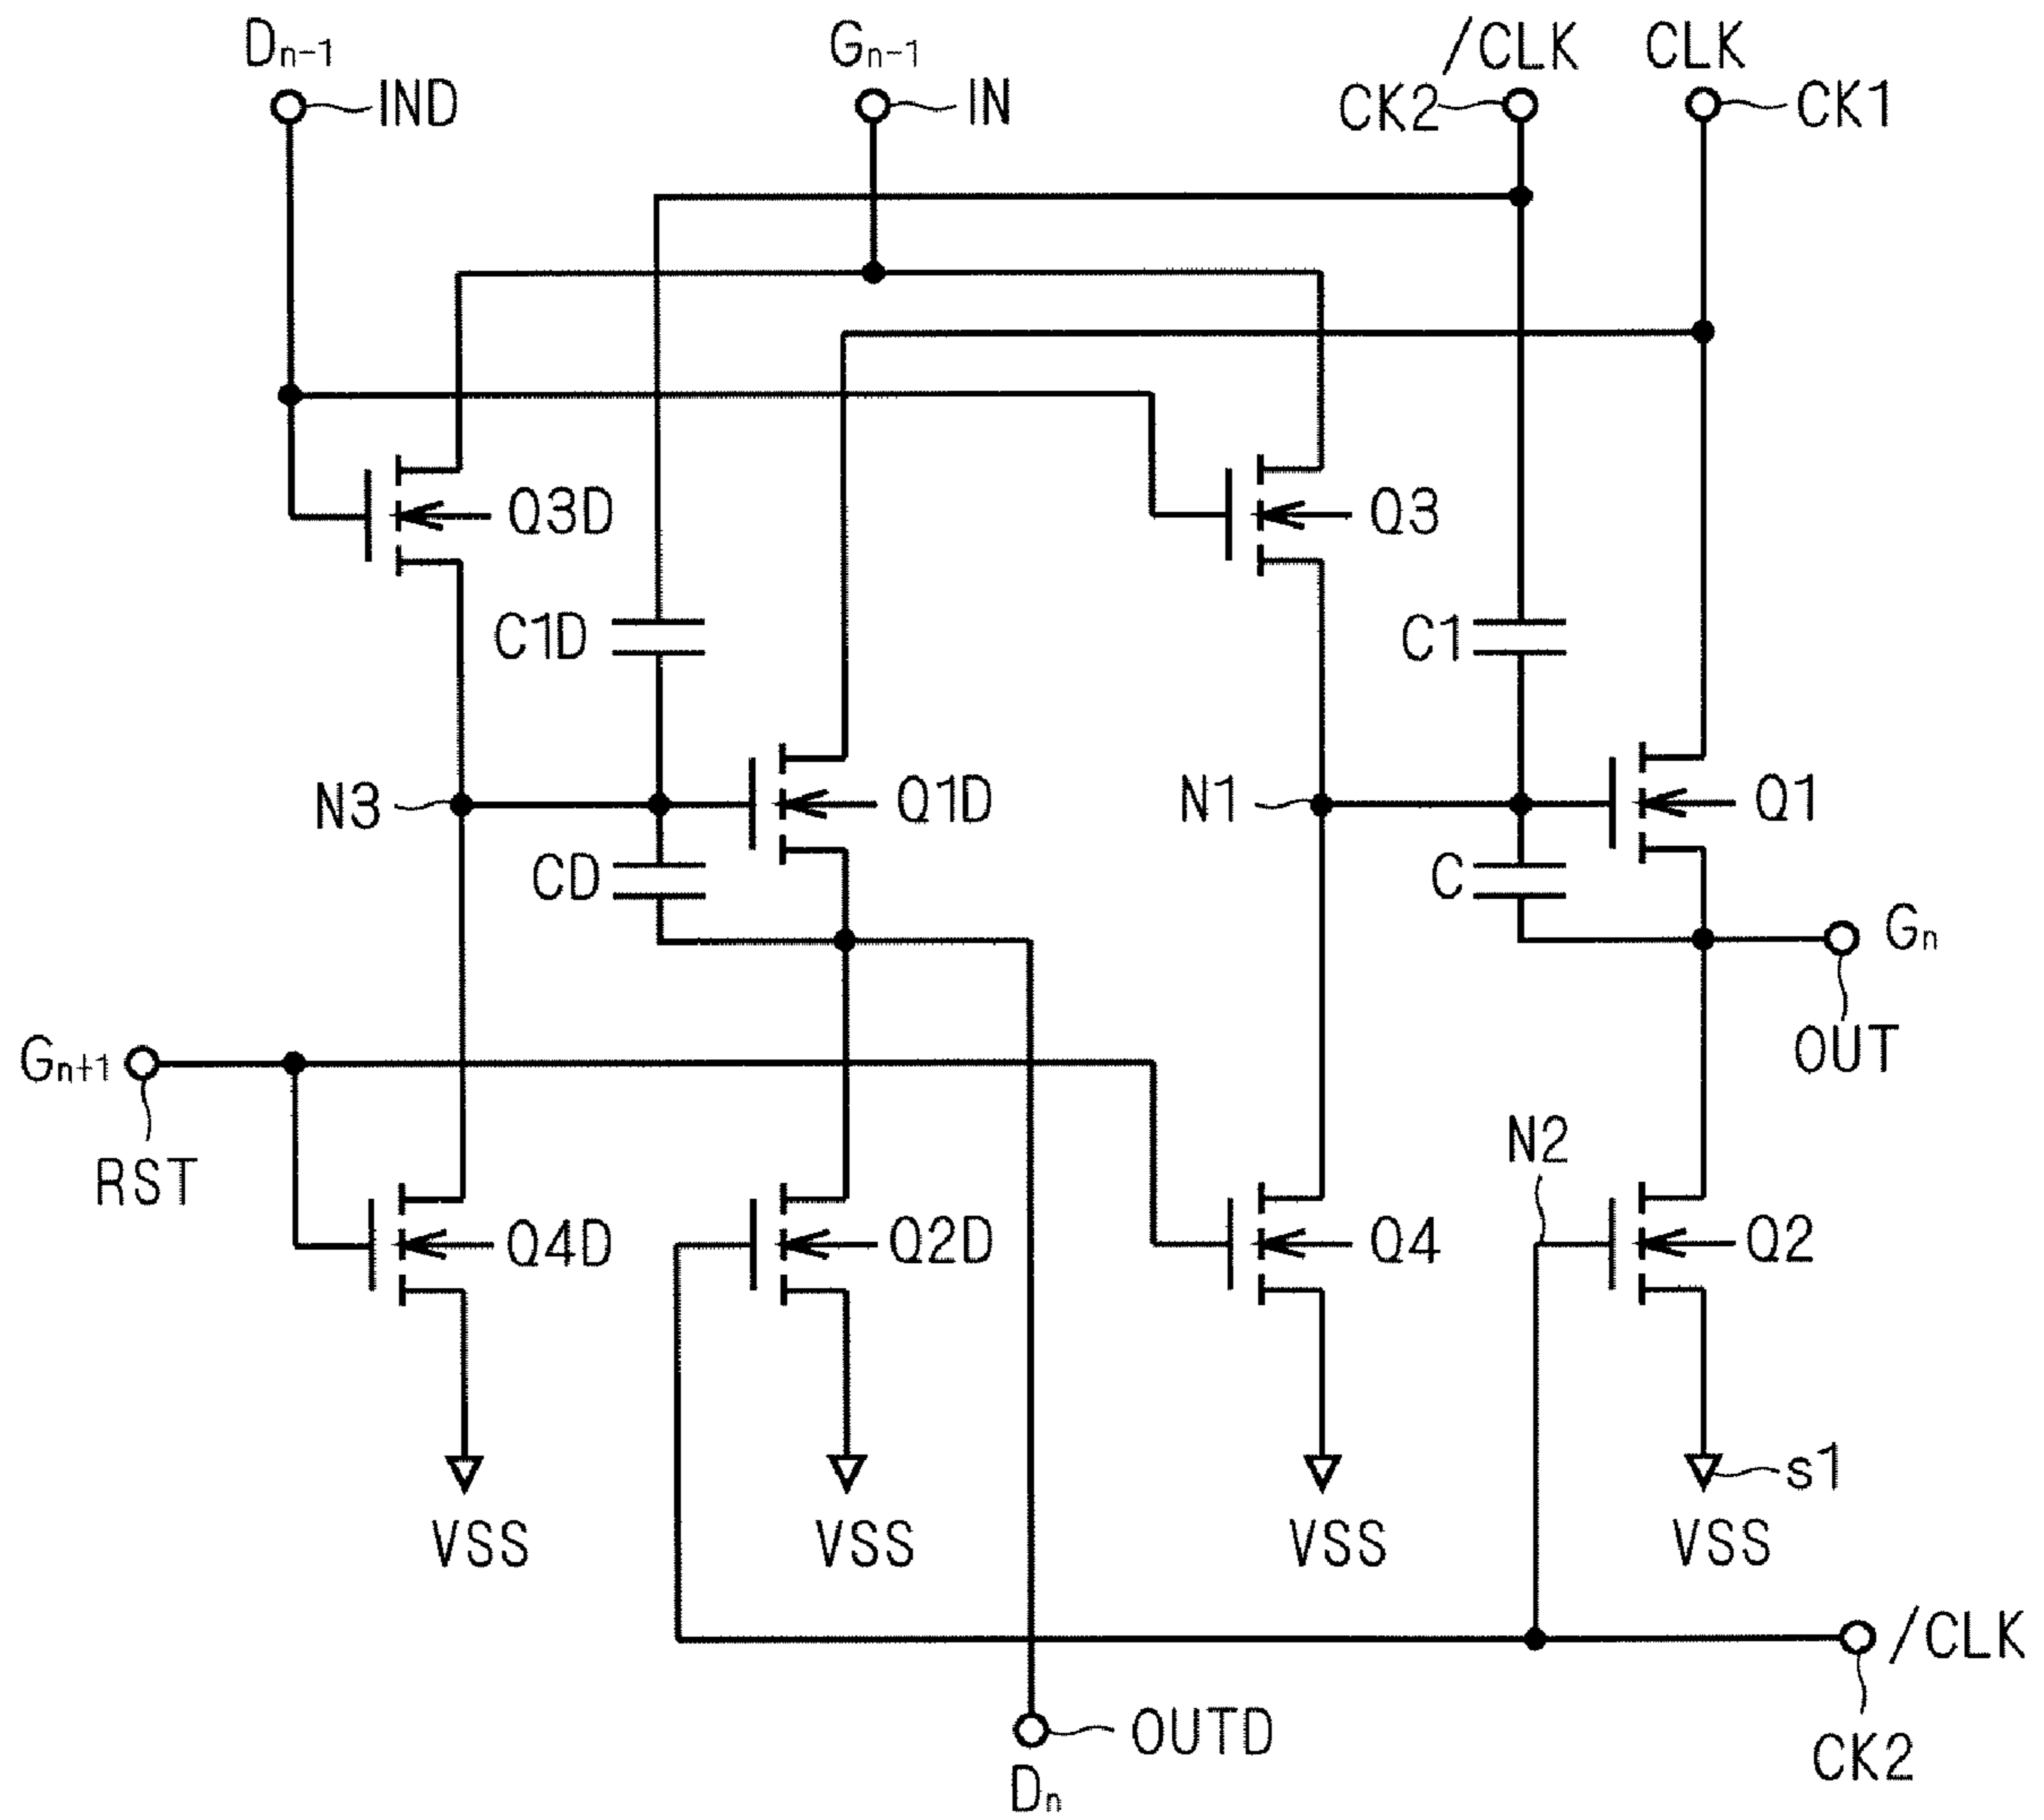 Dn-1
Gn-1
/CLK
CLK
IND
IN
CK2
CK1
Q3D
Q3
C1D
C1
N3
Q1D
N1
Q1
CD
C
Gn
OUT
Gn+1
RST
N2
Q4D
Q2D
Q4
Q2
s1
VSS
VSS
VSS
VSS
/CLK
OUTD
CK2
Dn